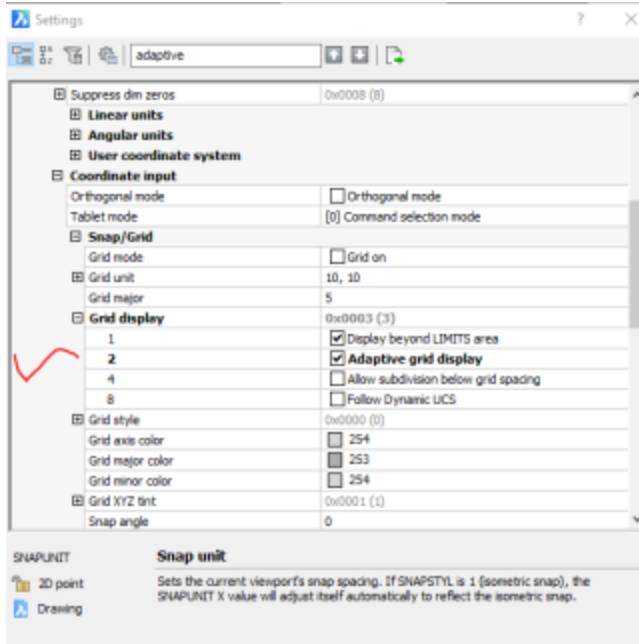 Settings
adaptive
Suppress dim zeros 0x0008 (8)
Linear units
Angular units
User coordinate system
Coordinate input
Orthogonal mode Orthogonal mode
Tablet mode [0] Command selection mode
Snap/Grid
Grid mode Grid on
Grid unit 10, 10
Grid major 5
Grid display 0x0003 (3)
1 Display beyond LIMITS area
2 Adaptive grid display
4 Allow subdivision below grid spacing
8 Follow Dynamic UCS
Grid style 0x0000 (0)
Grid axis color 254
Grid major color 253
Grid minor color 254
Grid XYZ tint 0x0001 (1)
Snap angle 0
SNAPUNIT Snap unit
2D point Sets the current viewport's snap spacing. If SNAPSTYL is 1 (isometric snap), the
Drawing SNAPUNIT X value will adjust itself automatically to reflect the isometric snap.